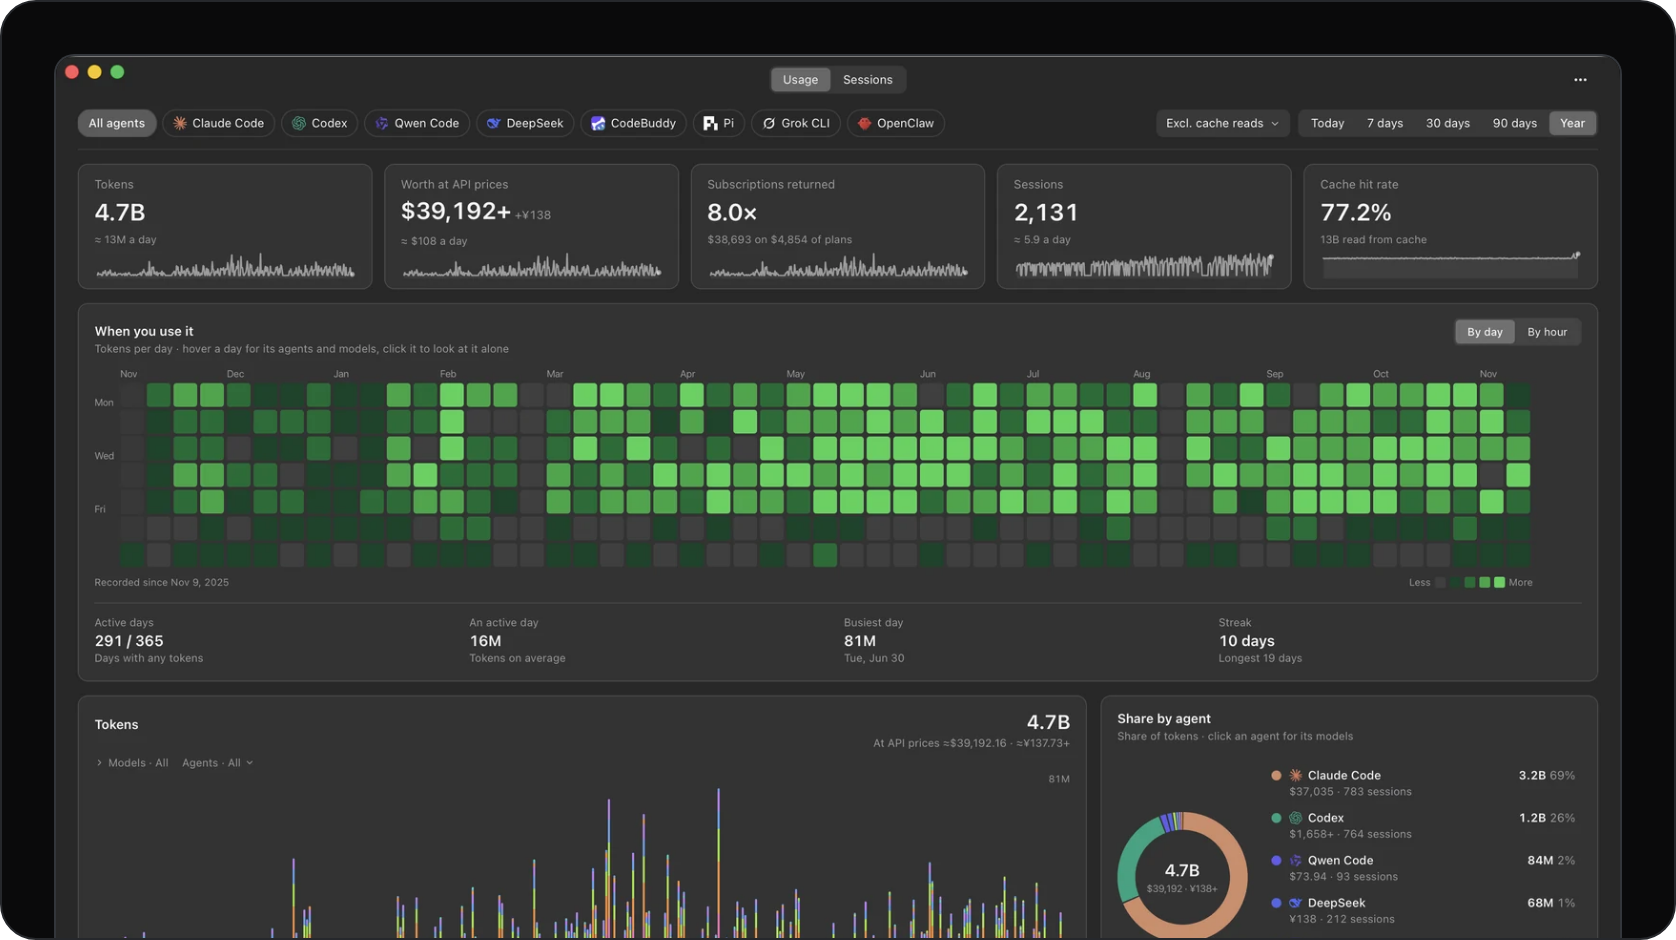 Usage
Sessions
All agents
Claude Code
Codex
Qwen Code
DeepSeek
CodeBuddy
Pi
Grok CLI
OpenClaw
Excl. cache reads
Today
7 days
30 days
90 days
Year
Tokens
4.7B
≈ 13M a day
Worth at API prices
$39,192+ +¥138
≈ $108 a day
Subscriptions returned
8.0×
$38,693 on $4,854 of plans
Sessions
2,131
≈ 5.9 a day
Cache hit rate
77.2%
13B read from cache
When you use it
Tokens per day · hover a day for its agents and models, click it to look at it alone
By day
By hour
Nov Dec Jan Feb Mar Apr May Jun Jul Aug Sep Oct Nov
Mon
Wed
Fri
Recorded since Nov 9, 2025
Less More
Active days
291 / 365
Days with any tokens
An active day
16M
Tokens on average
Busiest day
81M
Tue, Jun 30
Streak
10 days
Longest 19 days
Tokens
4.7B
At API prices ≈$39,192.16 · ≈¥137.73+
Models · All
Agents · All
81M
Share by agent
Share of tokens · click an agent for its models
4.7B
$39,192 · ¥138+
Claude Code 3.2B 69%
$37,035 · 783 sessions
Codex 1.2B 26%
$1,658+ · 764 sessions
Qwen Code 84M 2%
$73.94 · 93 sessions
DeepSeek 68M 1%
¥138 · 212 sessions